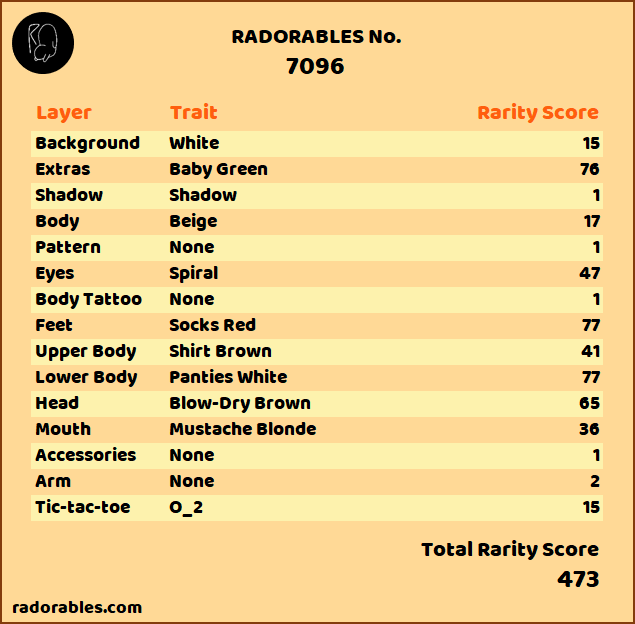 RADORABLES No.
7096
Layer Trait Rarity Score
Background White 15
Extras Baby Green 76
Shadow Shadow 1
Body Beige 17
Pattern None 1
Eyes Spiral 47
Body Tattoo None 1
Feet Socks Red 77
Upper Body Shirt Brown 41
Lower Body Panties White 77
Head Blow-Dry Brown 65
Mouth Mustache Blonde 36
Accessories None 1
Arm None 2
Tic-tac-toe O_2 15
Total Rarity Score
473
radorables.com